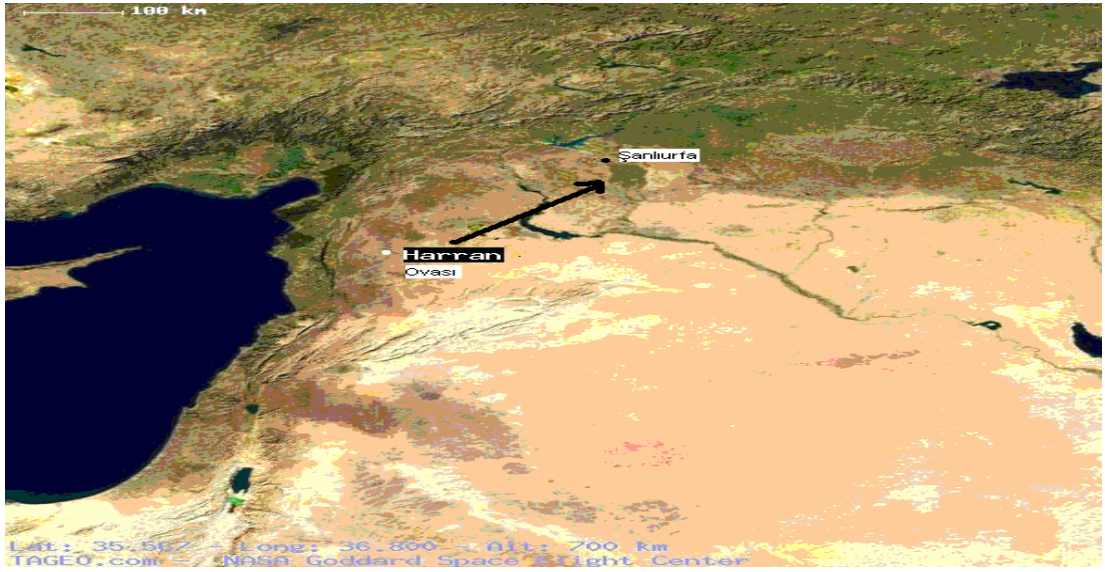 100 km
Şanlıurfa
Harran
Ovası
Lat: 35.567 - Long: 36.800 - Alt: 700 km
TAGEO.com - NASA Goddard Space Flight Center